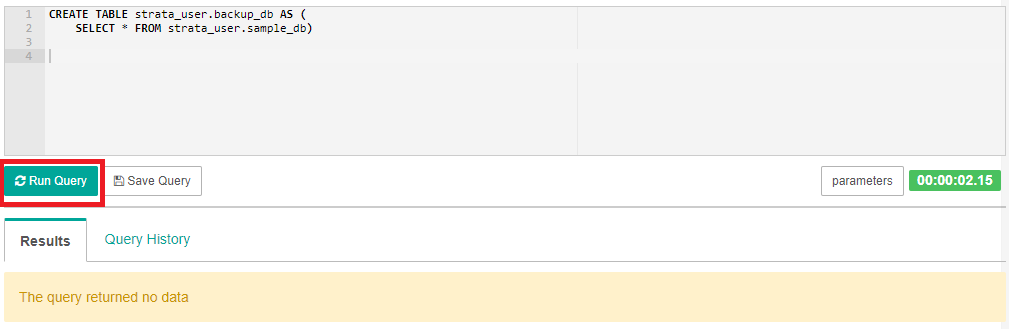 1 CREATE TABLE strata_user.backup_db AS (
2 SELECT * FROM strata_user.sample_db)
3
4
Run Query Save Query parameters 00:00:02.15
Results Query History
The query returned no data